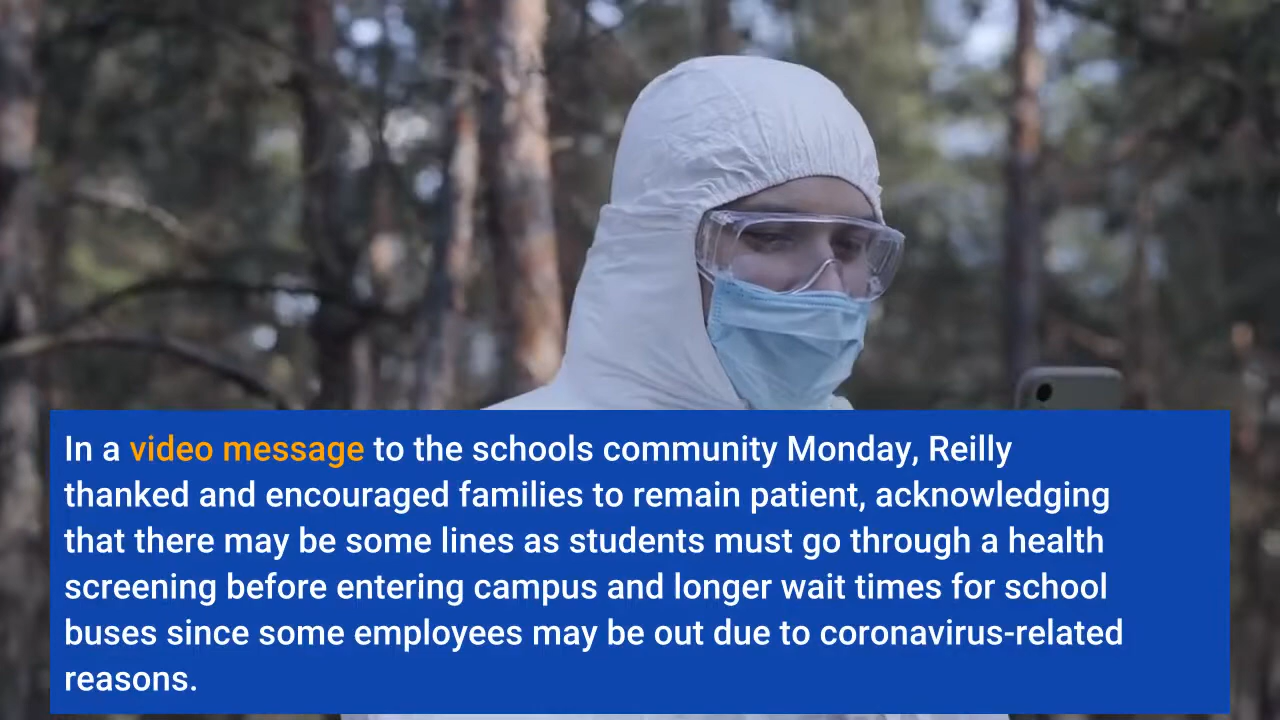 In a video message to the schools community Monday, Reilly
thanked and encouraged families to remain patient, acknowledging
that there may be some lines as students must go through a health
screening before entering campus and longer wait times for school
buses since some employees may be out due to coronavirus-related
reasons.